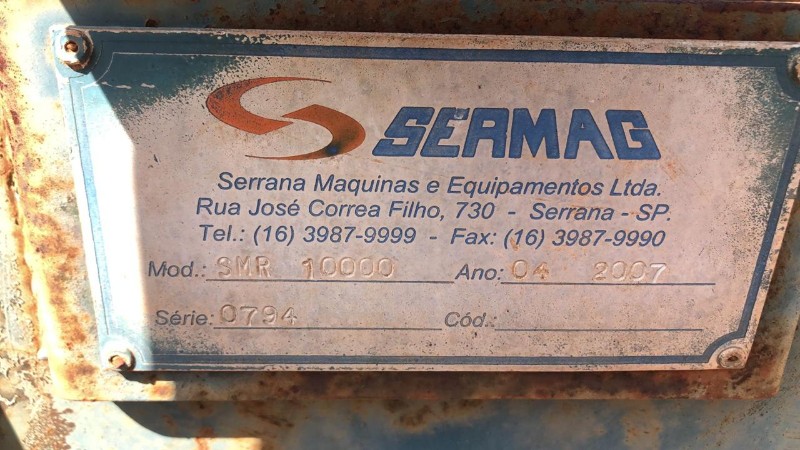 SERMAG
Serrana Maquinas e Equipamentos Ltda.
Rua José Correa Filho, 730 - Serrana - SP.
Tel.: (16) 3987-9999 - Fax: (16) 3987-9990
Mod.: SMR 10000 Ano: 04 2007
Série: 0794 Cód.: